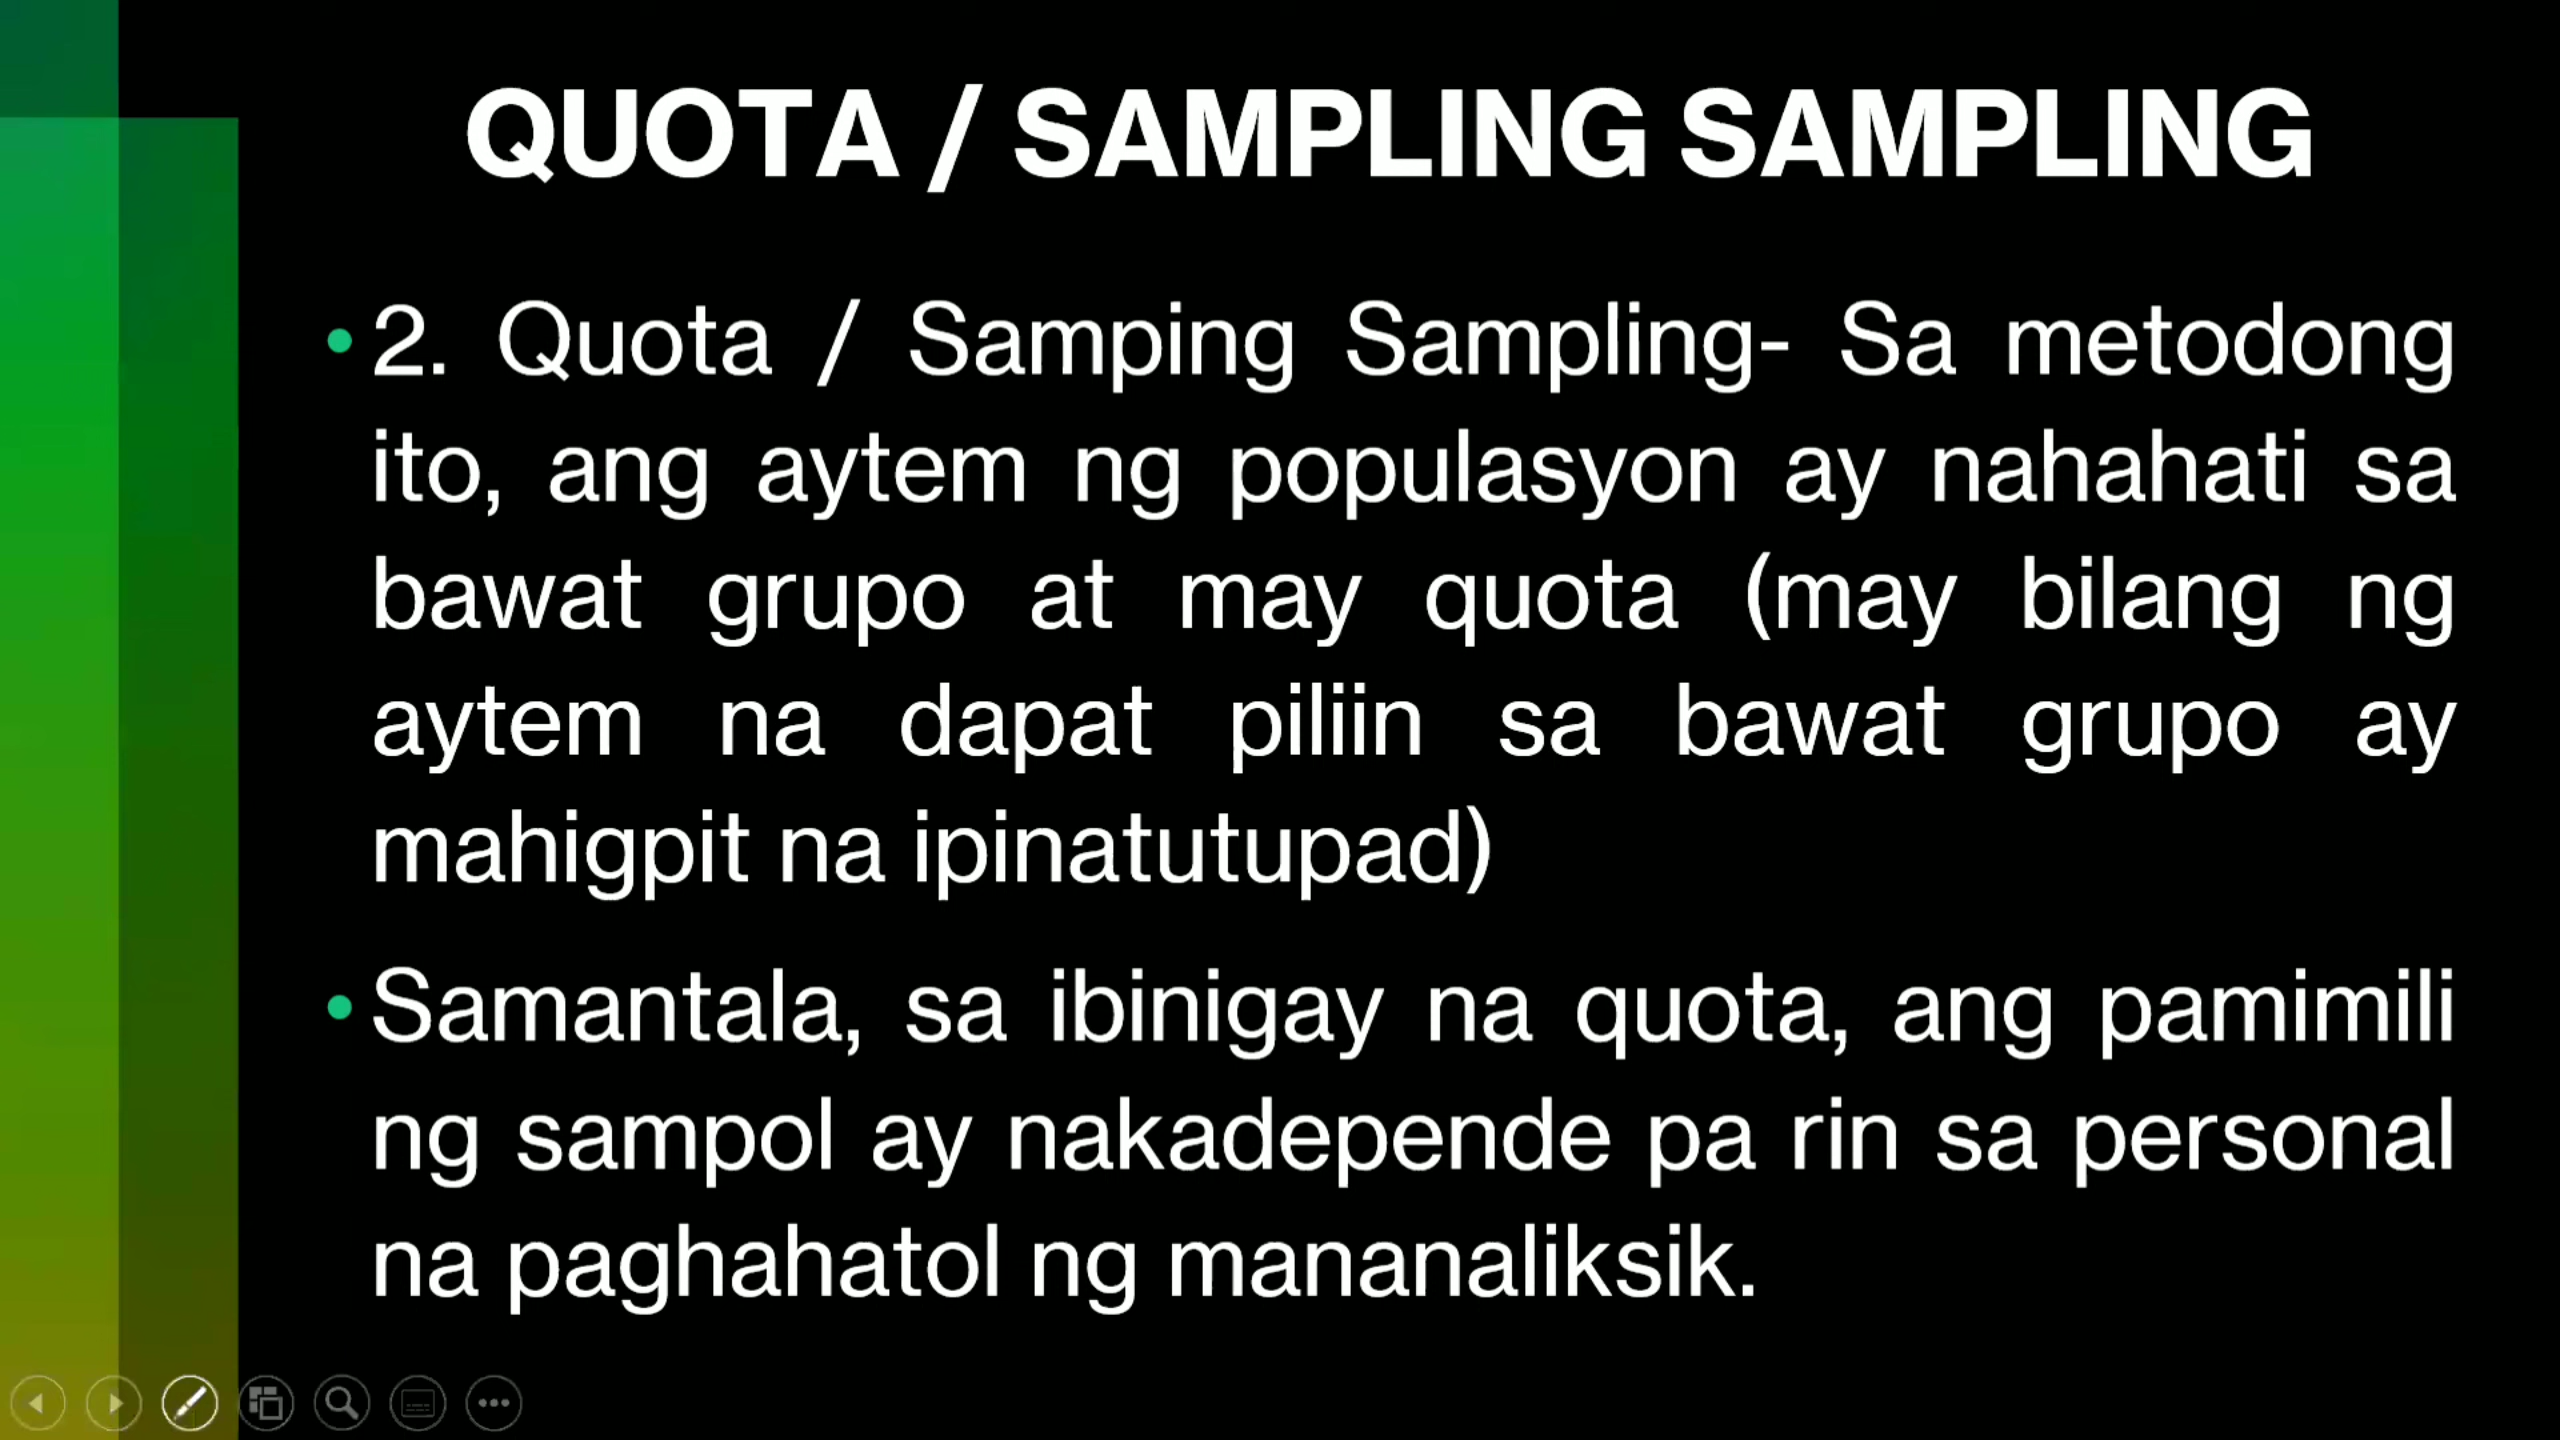 QUOTA / SAMPLING SAMPLING
• 2. Quota / Samping Sampling- Sa metodong
ito, ang aytem ng populasyon ay nahahati sa
bawat grupo at may quota (may bilang ng
aytem na dapat piliin sa bawat grupo ay
mahigpit na ipinatutupad)
• Samantala, sa ibinigay na quota, ang pamimili
ng sampol ay nakadepende pa rin sa personal
na paghahatol ng mananaliksik.